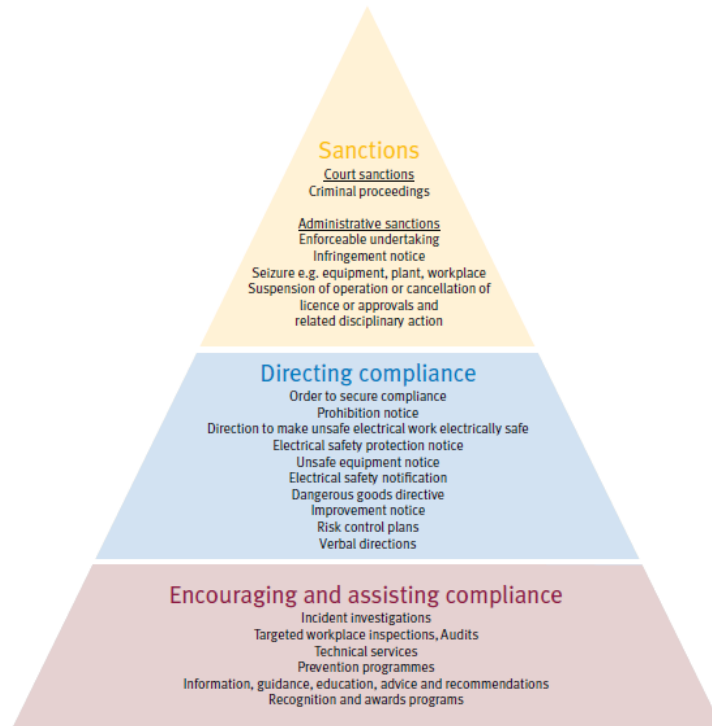 Sanctions
Court sanctions
Criminal proceedings
Administrative sanctions
Enforceable undertaking
Infringement notice
Seizure e.g. equipment, plant, workplace
Suspension of operation or cancellation of
licence or approvals and
related disciplinary action
Directing compliance
Order to secure compliance
Prohibition notice
Direction to make unsafe electrical work electrically safe
Electrical safety protection notice
Unsafe equipment notice
Electrical safety notification
Dangerous goods directive
Improvement notice
Risk control plans
Verbal directions
Encouraging and assisting compliance
Incident investigations
Targeted workplace inspections, Audits
Technical services
Prevention programmes
Information, guidance, education, advice and recommendations
Recognition and awards programs